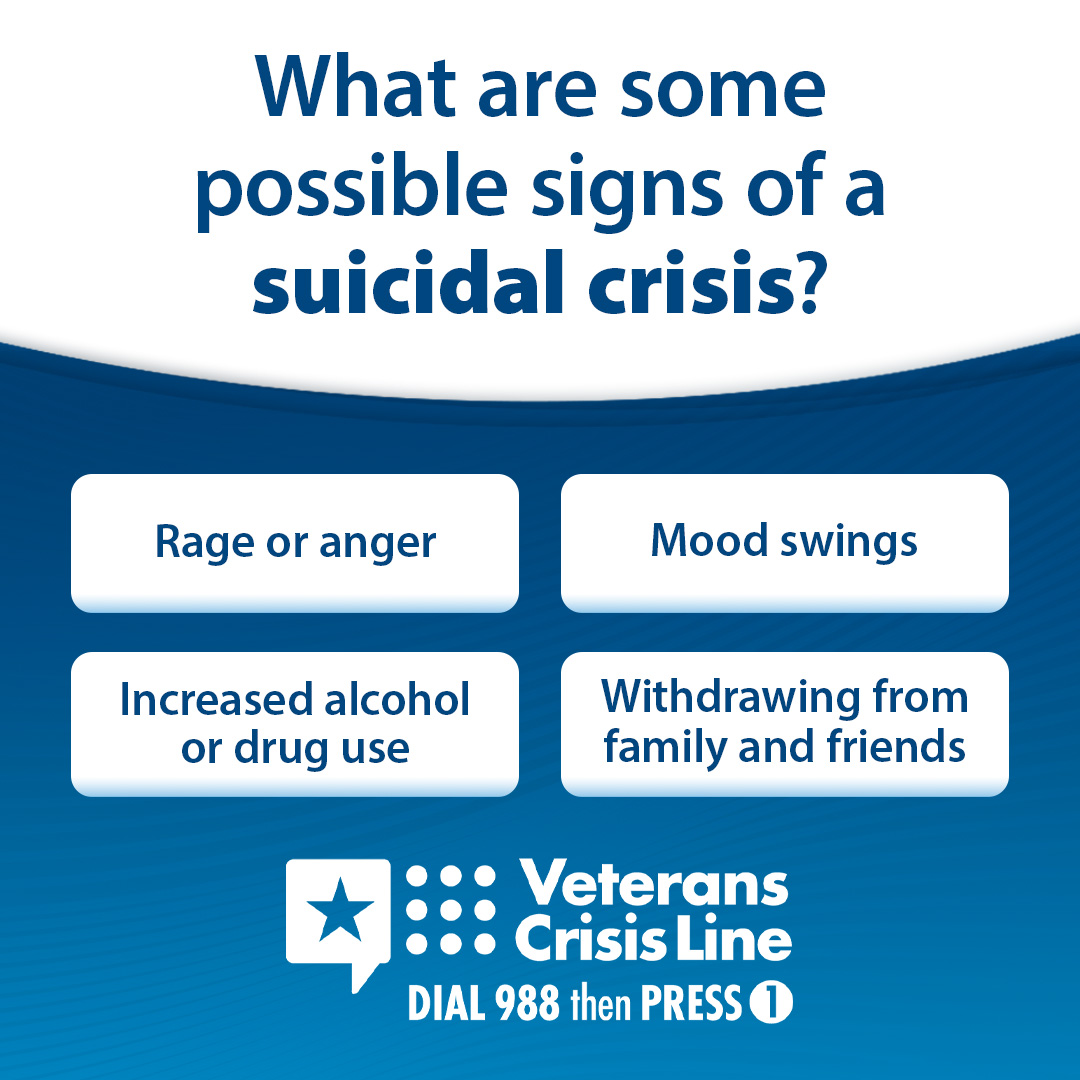 What are some
possible signs of a
suicidal crisis?
Rage or anger
Mood swings
Increased alcohol
or drug use
Withdrawing from
family and friends
Veterans
Crisis Line
DIAL 988 then PRESS 1